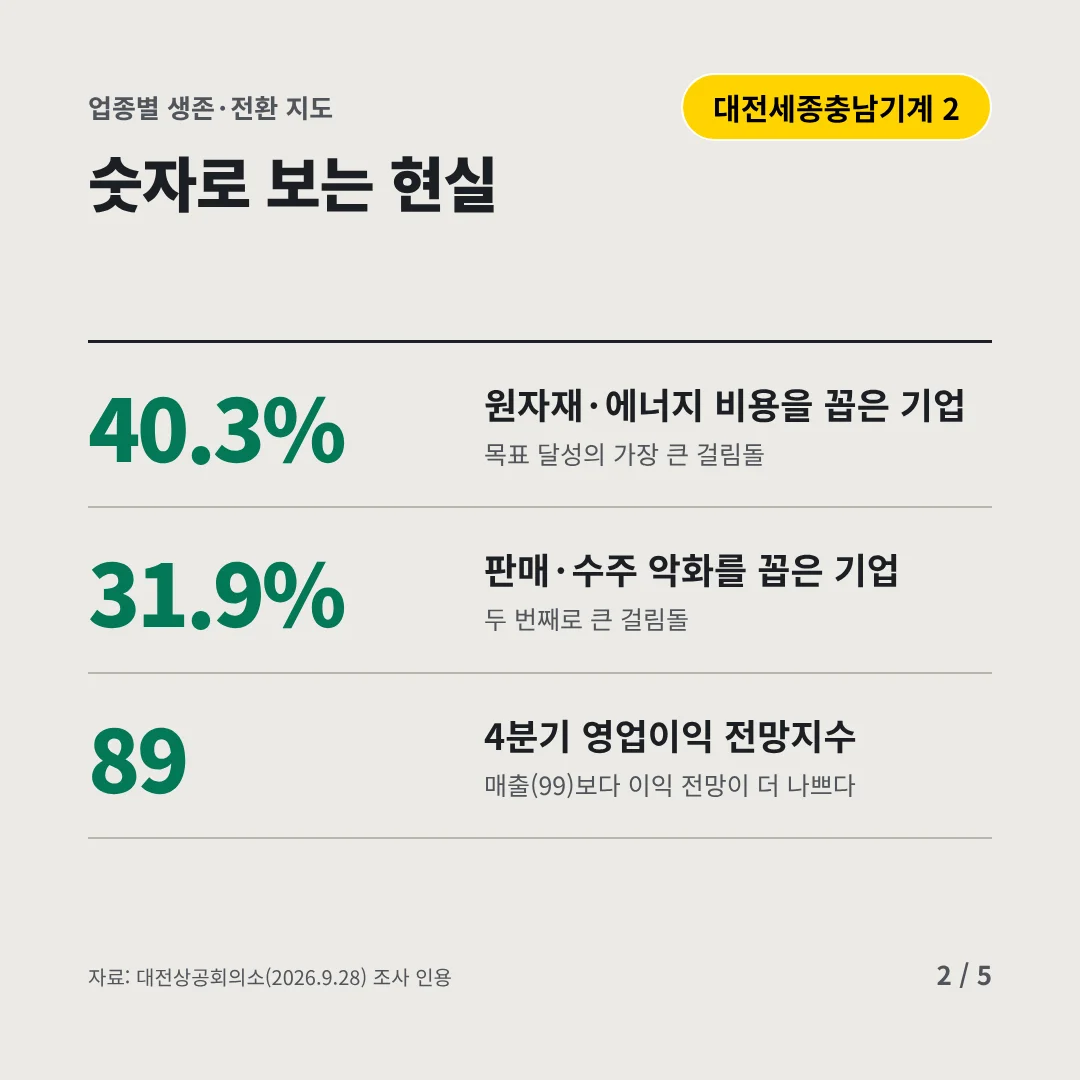 업종별 생존·전환 지도
대전세종충남기계 2
숫자로 보는 현실
40.3%
원자재·에너지 비용을 꼽은 기업
목표 달성의 가장 큰 걸림돌
31.9%
판매·수주 악화를 꼽은 기업
두 번째로 큰 걸림돌
89
4분기 영업이익 전망지수
매출(99)보다 이익 전망이 더 나쁘다
자료: 대전상공회의소(2026.9.28) 조사 인용
2 / 5